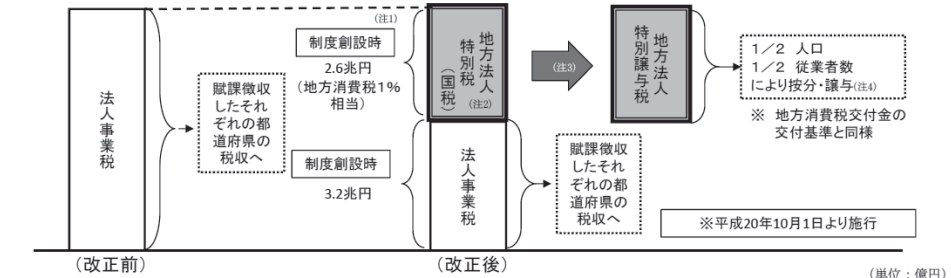 法人事業税
賦課徴収
したそれ
ぞれの都
道府県の
税収へ
(改正前)
(注1)
制度創設時
2.6兆円
(地方消費税1%
相当)
制度創設時
3.2兆円
地方法人
特別税
(国税)
(注2)
法人事業税
(改正後)
(注3)
地方法人
特別譲与税
1/2 人口
1/2 従業者数
により按分・譲与(注4)
※ 地方消費税交付金の
交付基準と同様
賦課徴収
したそれ
ぞれの都
道府県の
税収へ
※平成20年10月1日より施行
(単位:億円)